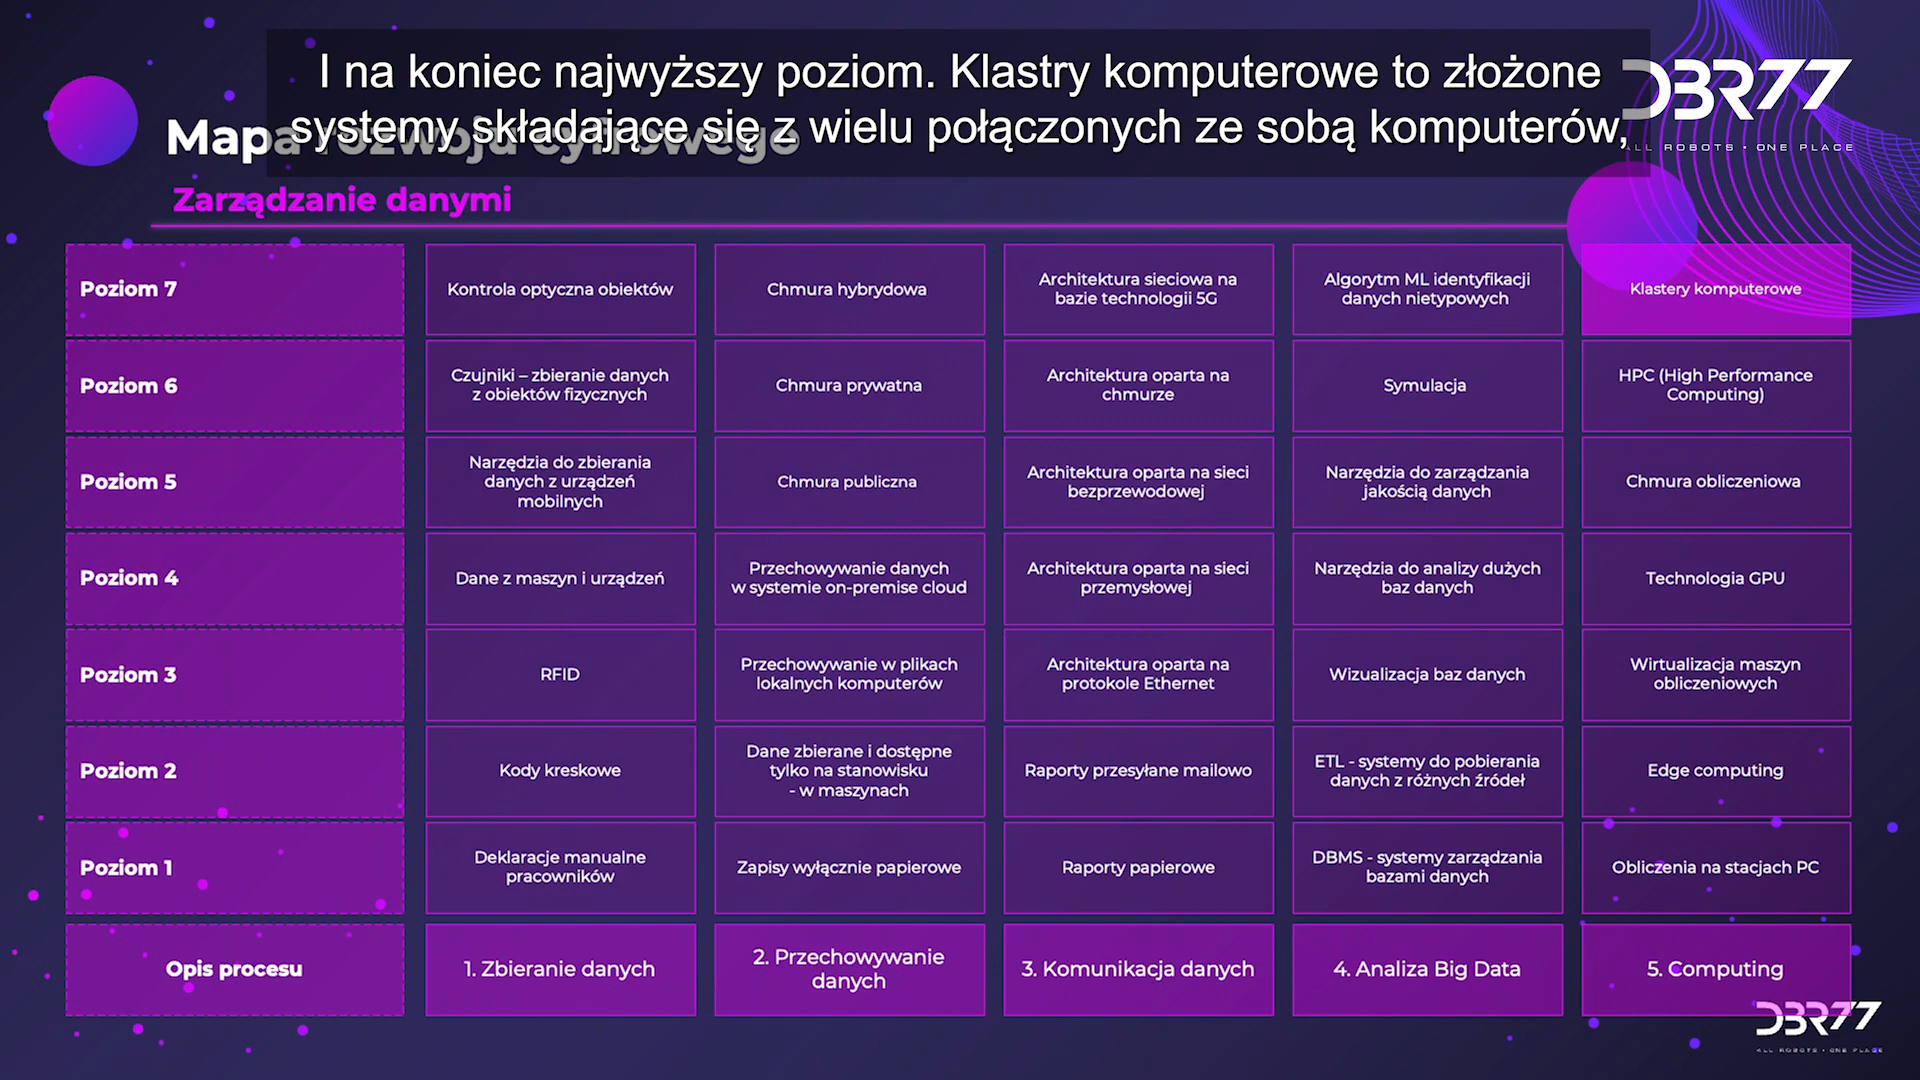 I na koniec najwyższy poziom. Klastry komputerowe to złożone
systemy składające się z wielu połączonych ze sobą komputerów,
DBR77
ALL ROBOTS • ONE PLACE
Mapa rozwoju cyfrowego
Zarządzanie danymi
Poziom 7
Kontrola optyczna obiektów
Chmura hybrydowa
Architektura sieciowa na
bazie technologii 5G
Algorytm ML identyfikacji
danych nietypowych
Klastery komputerowe
Poziom 6
Czujniki – zbieranie danych
z obiektów fizycznych
Chmura prywatna
Architektura oparta na
chmurze
Symulacja
HPC (High Performance
Computing)
Poziom 5
Narzędzia do zbierania
danych z urządzeń
mobilnych
Chmura publiczna
Architektura oparta na sieci
bezprzewodowej
Narzędzia do zarządzania
jakością danych
Chmura obliczeniowa
Poziom 4
Dane z maszyn i urządzeń
Przechowywanie danych
w systemie on-premise cloud
Architektura oparta na sieci
przemysłowej
Narzędzia do analizy dużych
baz danych
Technologia GPU
Poziom 3
RFID
Przechowywanie w plikach
lokalnych komputerów
Architektura oparta na
protokole Ethernet
Wizualizacja baz danych
Wirtualizacja maszyn
obliczeniowych
Poziom 2
Kody kreskowe
Dane zbierane i dostępne
tylko na stanowisku
- w maszynach
Raporty przesyłane mailowo
ETL - systemy do pobierania
danych z różnych źródeł
Edge computing
Poziom 1
Deklaracje manualne
pracowników
Zapisy wyłącznie papierowe
Raporty papierowe
DBMS - systemy zarządzania
bazami danych
Obliczenia na stacjach PC
Opis procesu
1. Zbieranie danych
2. Przechowywanie
danych
3. Komunikacja danych
4. Analiza Big Data
5. Computing
DBR77
ALL ROBOTS • ONE PLACE